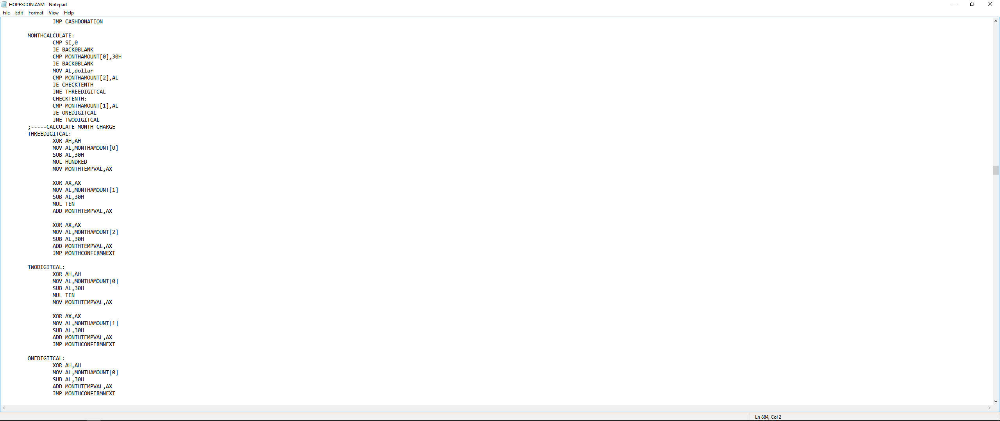 HOPESCON.ASM - Notepad
File Edit Format View Help
JMP CASHDONATION
MONTHCALCULATE:
CMP SI,0
JE BACK0BLANK
CMP MONTHAMOUNT[0],30H
JE BACK0BLANK
MOV AL,dollar
CMP MONTHAMOUNT[2],AL
JE CHECKTENTH
JNE THREEDIGITCAL
CHECKTENTH:
CMP MONTHAMOUNT[1],AL
JE ONEDIGITCAL
JNE TWODIGITCAL
;-----CALCULATE MONTH CHARGE
THREEDIGITCAL:
XOR AH,AH
MOV AL,MONTHAMOUNT[0]
SUB AL,30H
MUL HUNDRED
MOV MONTHTEMPVAL,AX
XOR AX,AX
MOV AL,MONTHAMOUNT[1]
SUB AL,30H
MUL TEN
ADD MONTHTEMPVAL,AX
XOR AX,AX
MOV AL,MONTHAMOUNT[2]
SUB AL,30H
ADD MONTHTEMPVAL,AX
JMP MONTHCONFIRMNEXT
TWODIGITCAL:
XOR AH,AH
MOV AL,MONTHAMOUNT[0]
SUB AL,30H
MUL TEN
MOV MONTHTEMPVAL,AX
XOR AX,AX
MOV AL,MONTHAMOUNT[1]
SUB AL,30H
ADD MONTHTEMPVAL,AX
JMP MONTHCONFIRMNEXT
ONEDIGITCAL:
XOR AH,AH
MOV AL,MONTHAMOUNT[0]
SUB AL,30H
ADD MONTHTEMPVAL,AX
JMP MONTHCONFIRMNEXT
Ln 884, Col 2